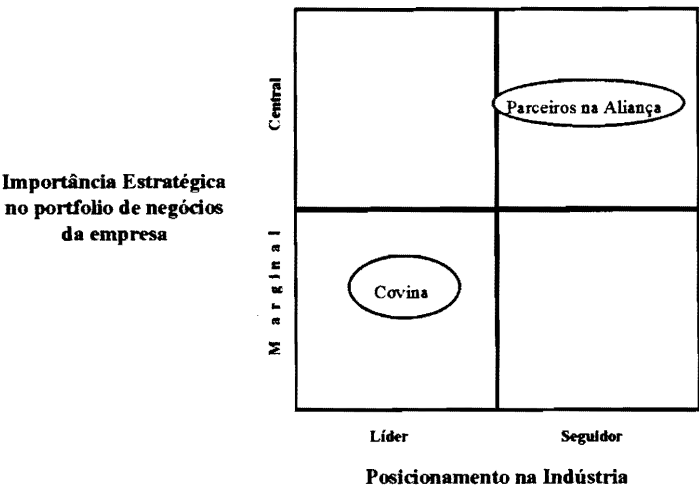 Central
Parceiros na Aliança
Importância Estratégica
no portfolio de negócios
da empresa
Marginal
Covina
Líder
Seguidor
Posicionamento na Indústria